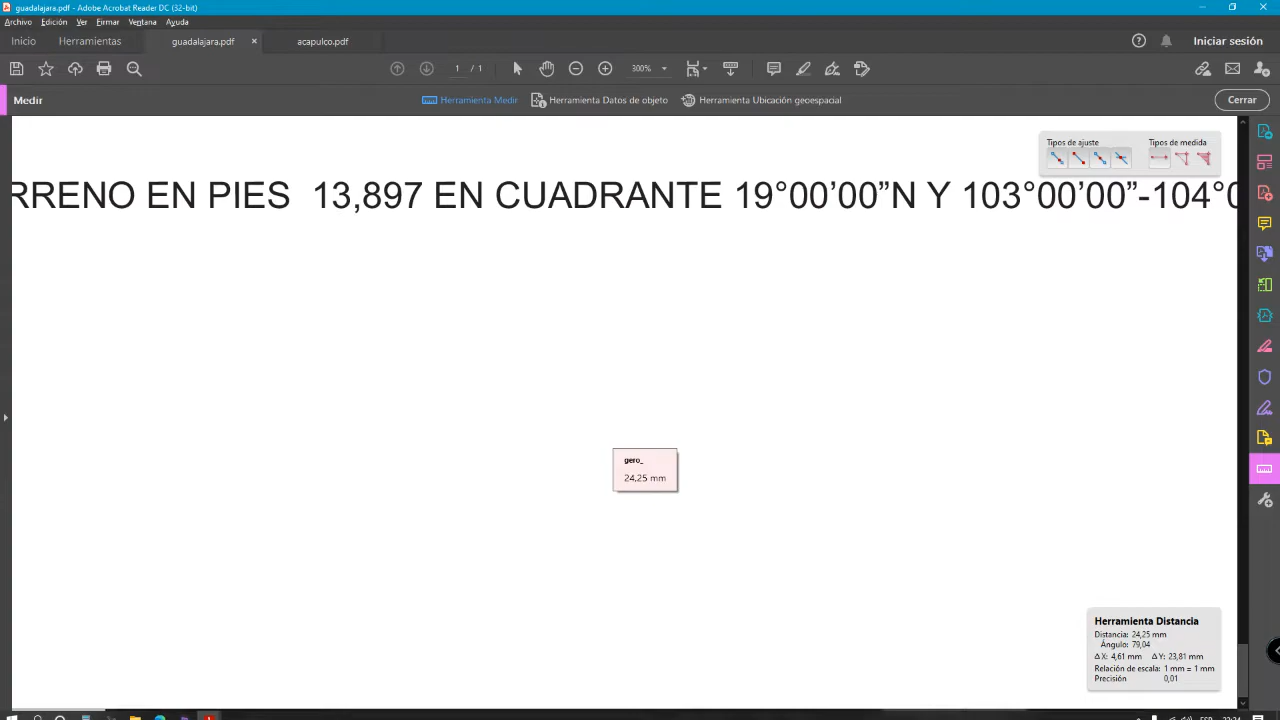 guadalajara.pdf - Adobe Acrobat Reader DC (32-bit)
Archivo Edición Ver Firmar Ventana Ayuda
Inicio Herramientas guadalajara.pdf × acapulco.pdf Iniciar sesión
1 / 1 300%
Medir Herramienta Medir Herramienta Datos de objeto Herramienta Ubicación geoespacial Cerrar
Tipos de ajuste Tipos de medida
RRENO EN PIES 13,897 EN CUADRANTE 19°00’00”N Y 103°00’00”-104°0
gero_
24,25 mm
Herramienta Distancia
Distancia: 24,25 mm
Ángulo: 79,04
Δ X: 4,61 mm Δ Y: 23,81 mm
Relación de escala: 1 mm = 1 mm
Precisión 0,01